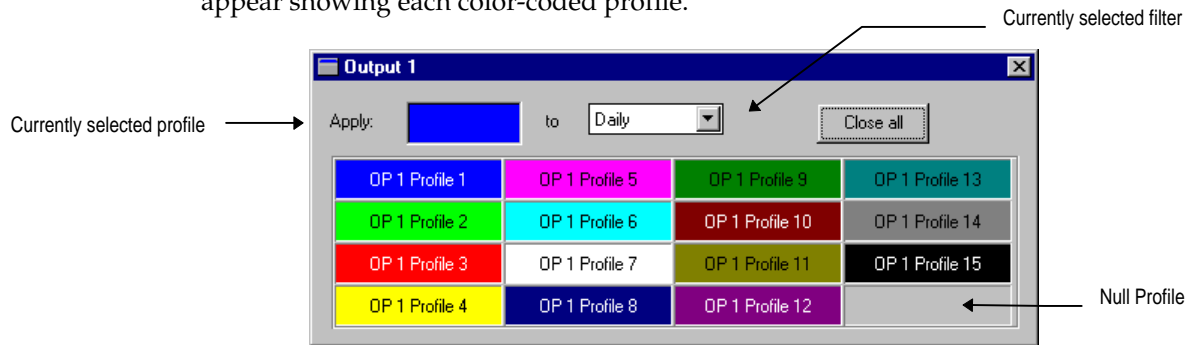 appear showing each color-coded profile.
Currently selected filter
Output 1
Currently selected profile
Apply:
to
Daily
Close all
OP 1 Profile 1
OP 1 Profile 5
OP 1 Profile 9
OP 1 Profile 13
OP 1 Profile 2
OP 1 Profile 6
OP 1 Profile 10
OP 1 Profile 14
OP 1 Profile 3
OP 1 Profile 7
OP 1 Profile 11
OP 1 Profile 15
OP 1 Profile 4
OP 1 Profile 8
OP 1 Profile 12
Null Profile